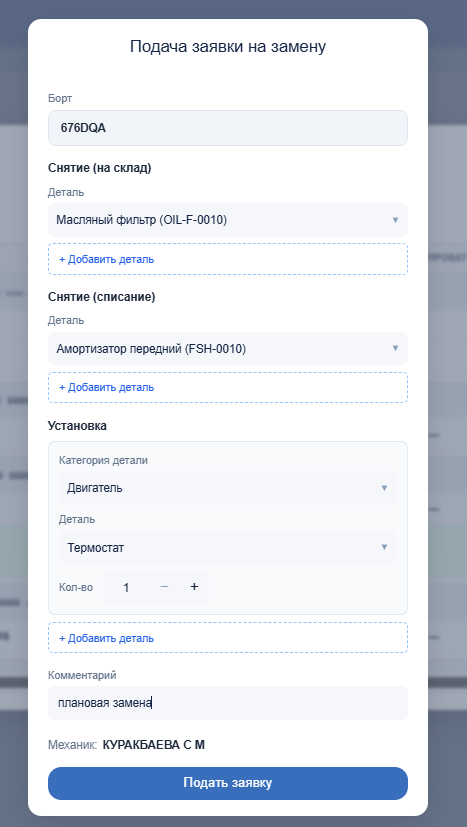 Подача заявки на замену
Борт
676DQA
Снятие (на склад)
Деталь
Масляный фильтр (OIL-F-0010)
+ Добавить деталь
Снятие (списание)
Деталь
Амортизатор передний (FSH-0010)
+ Добавить деталь
Установка
Категория детали
Двигатель
Деталь
Термостат
Кол-во 1 − +
+ Добавить деталь
Комментарий
плановая замена
Механик: КУРАКБАЕВА С М
Подать заявку